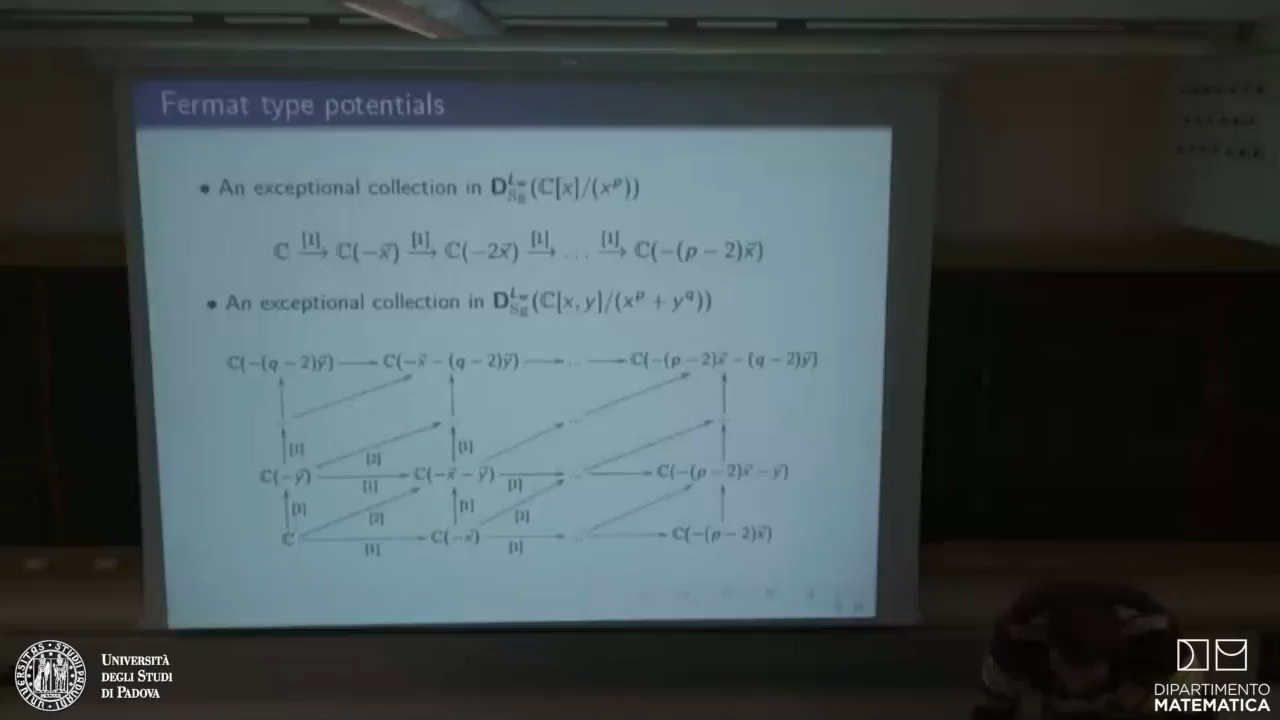 Fermat type potentials
• An exceptional collection in D^{L_w}_{Sg}(ℂ[x]/(x^p))
ℂ →[1] ℂ(−x⃗) →[1] ℂ(−2x⃗) →[1] … →[1] ℂ(−(p − 2)x⃗)
• An exceptional collection in D^{L_w}_{Sg}(ℂ[x, y]/(x^p + y^q))
ℂ(−(q − 2)y⃗) → ℂ(−x⃗ − (q − 2)y⃗) → … → ℂ(−(p − 2)x⃗ − (q − 2)y⃗)
… … … …
[1] [2] [1]
ℂ(−y⃗) → ℂ(−x⃗ − y⃗) → … → ℂ(−(p − 2)x⃗ − y⃗)
[1] [1]
[1] [2] [1] [2]
ℂ → ℂ(−x⃗) → … → ℂ(−(p − 2)x⃗)
[1] [1]
UNIVERSITÀ
DEGLI STUDI
DI PADOVA
DIPARTIMENTO
MATEMATICA